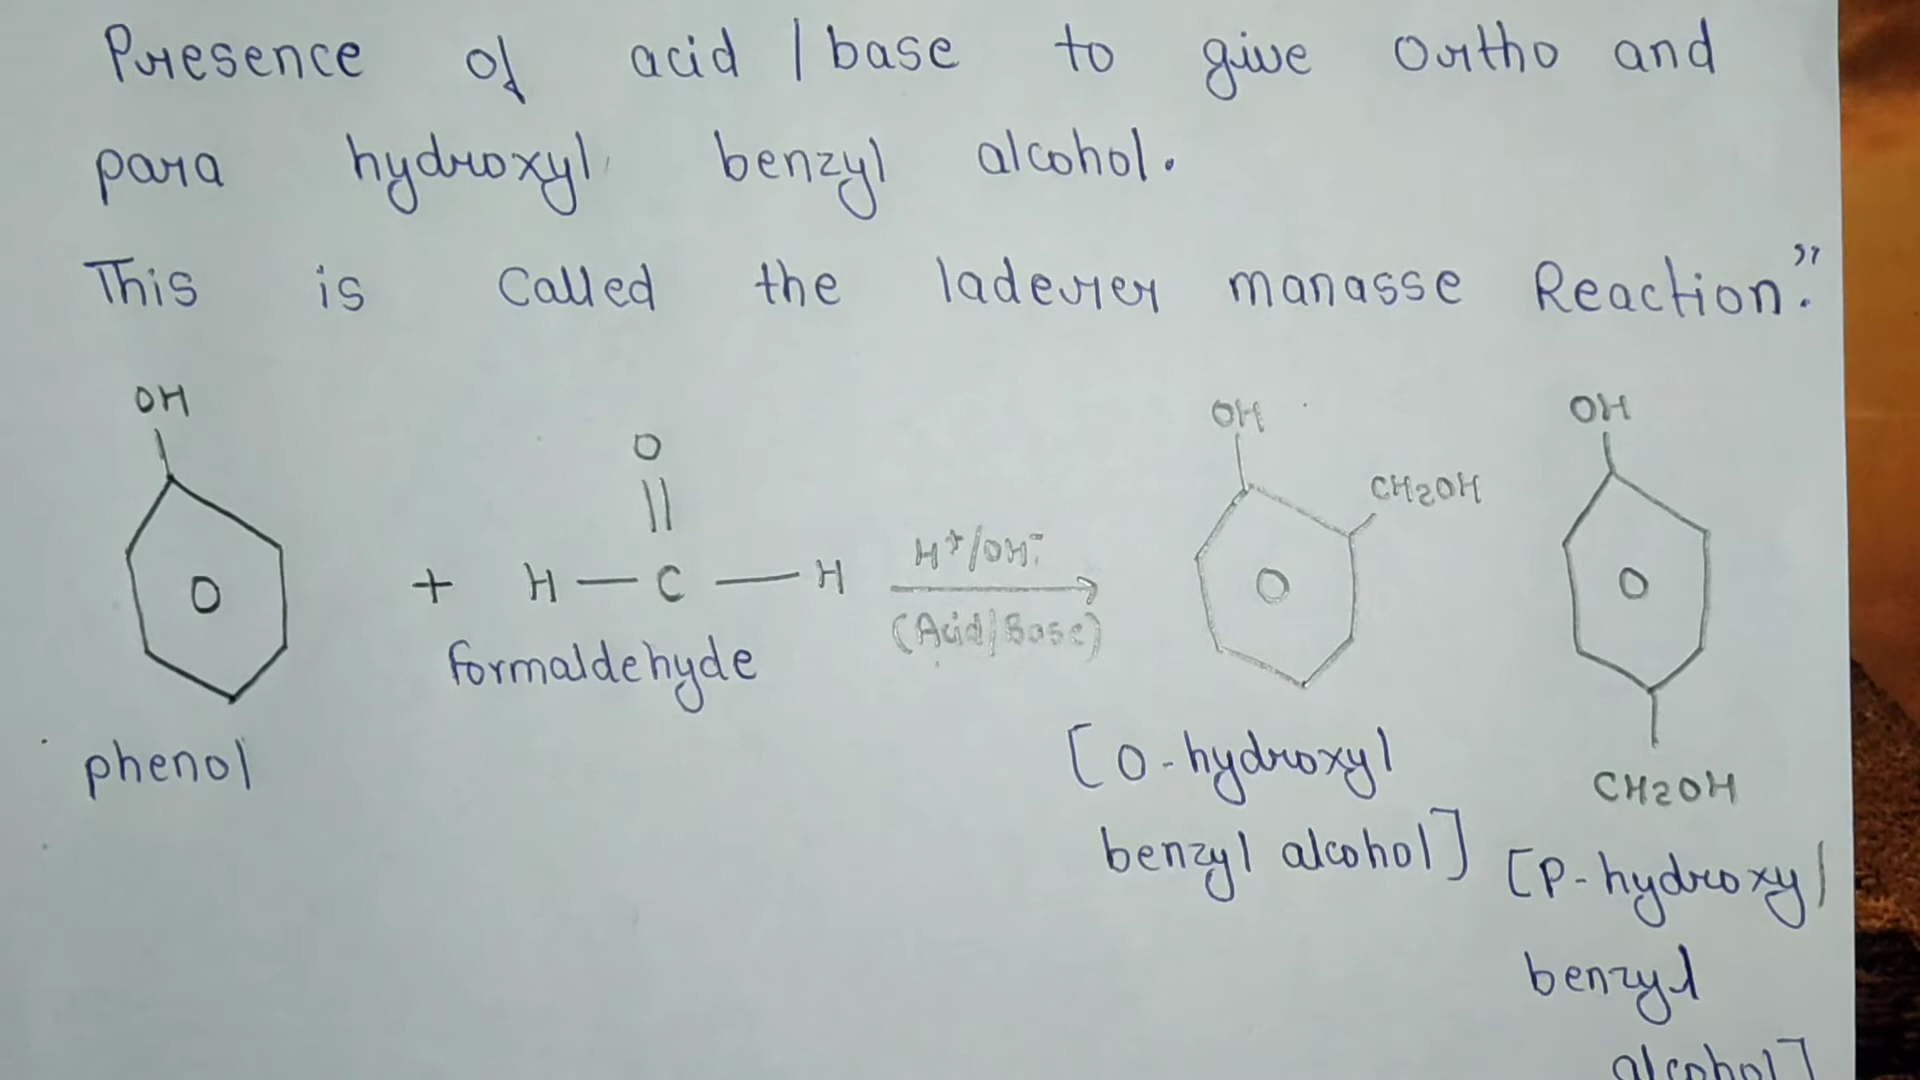 Presence of acid / base to give ortho and
para hydroxyl benzyl alcohol.
This is called the laderer manasse Reaction."
OH
O
+ H — C — H
formaldehyde
phenol
H+/OH-
(Acid/Base)
OH
CH2OH
[O-hydroxyl
benzyl alcohol]
OH
CH2OH
[P-hydroxyl
benzyl
alcohol]